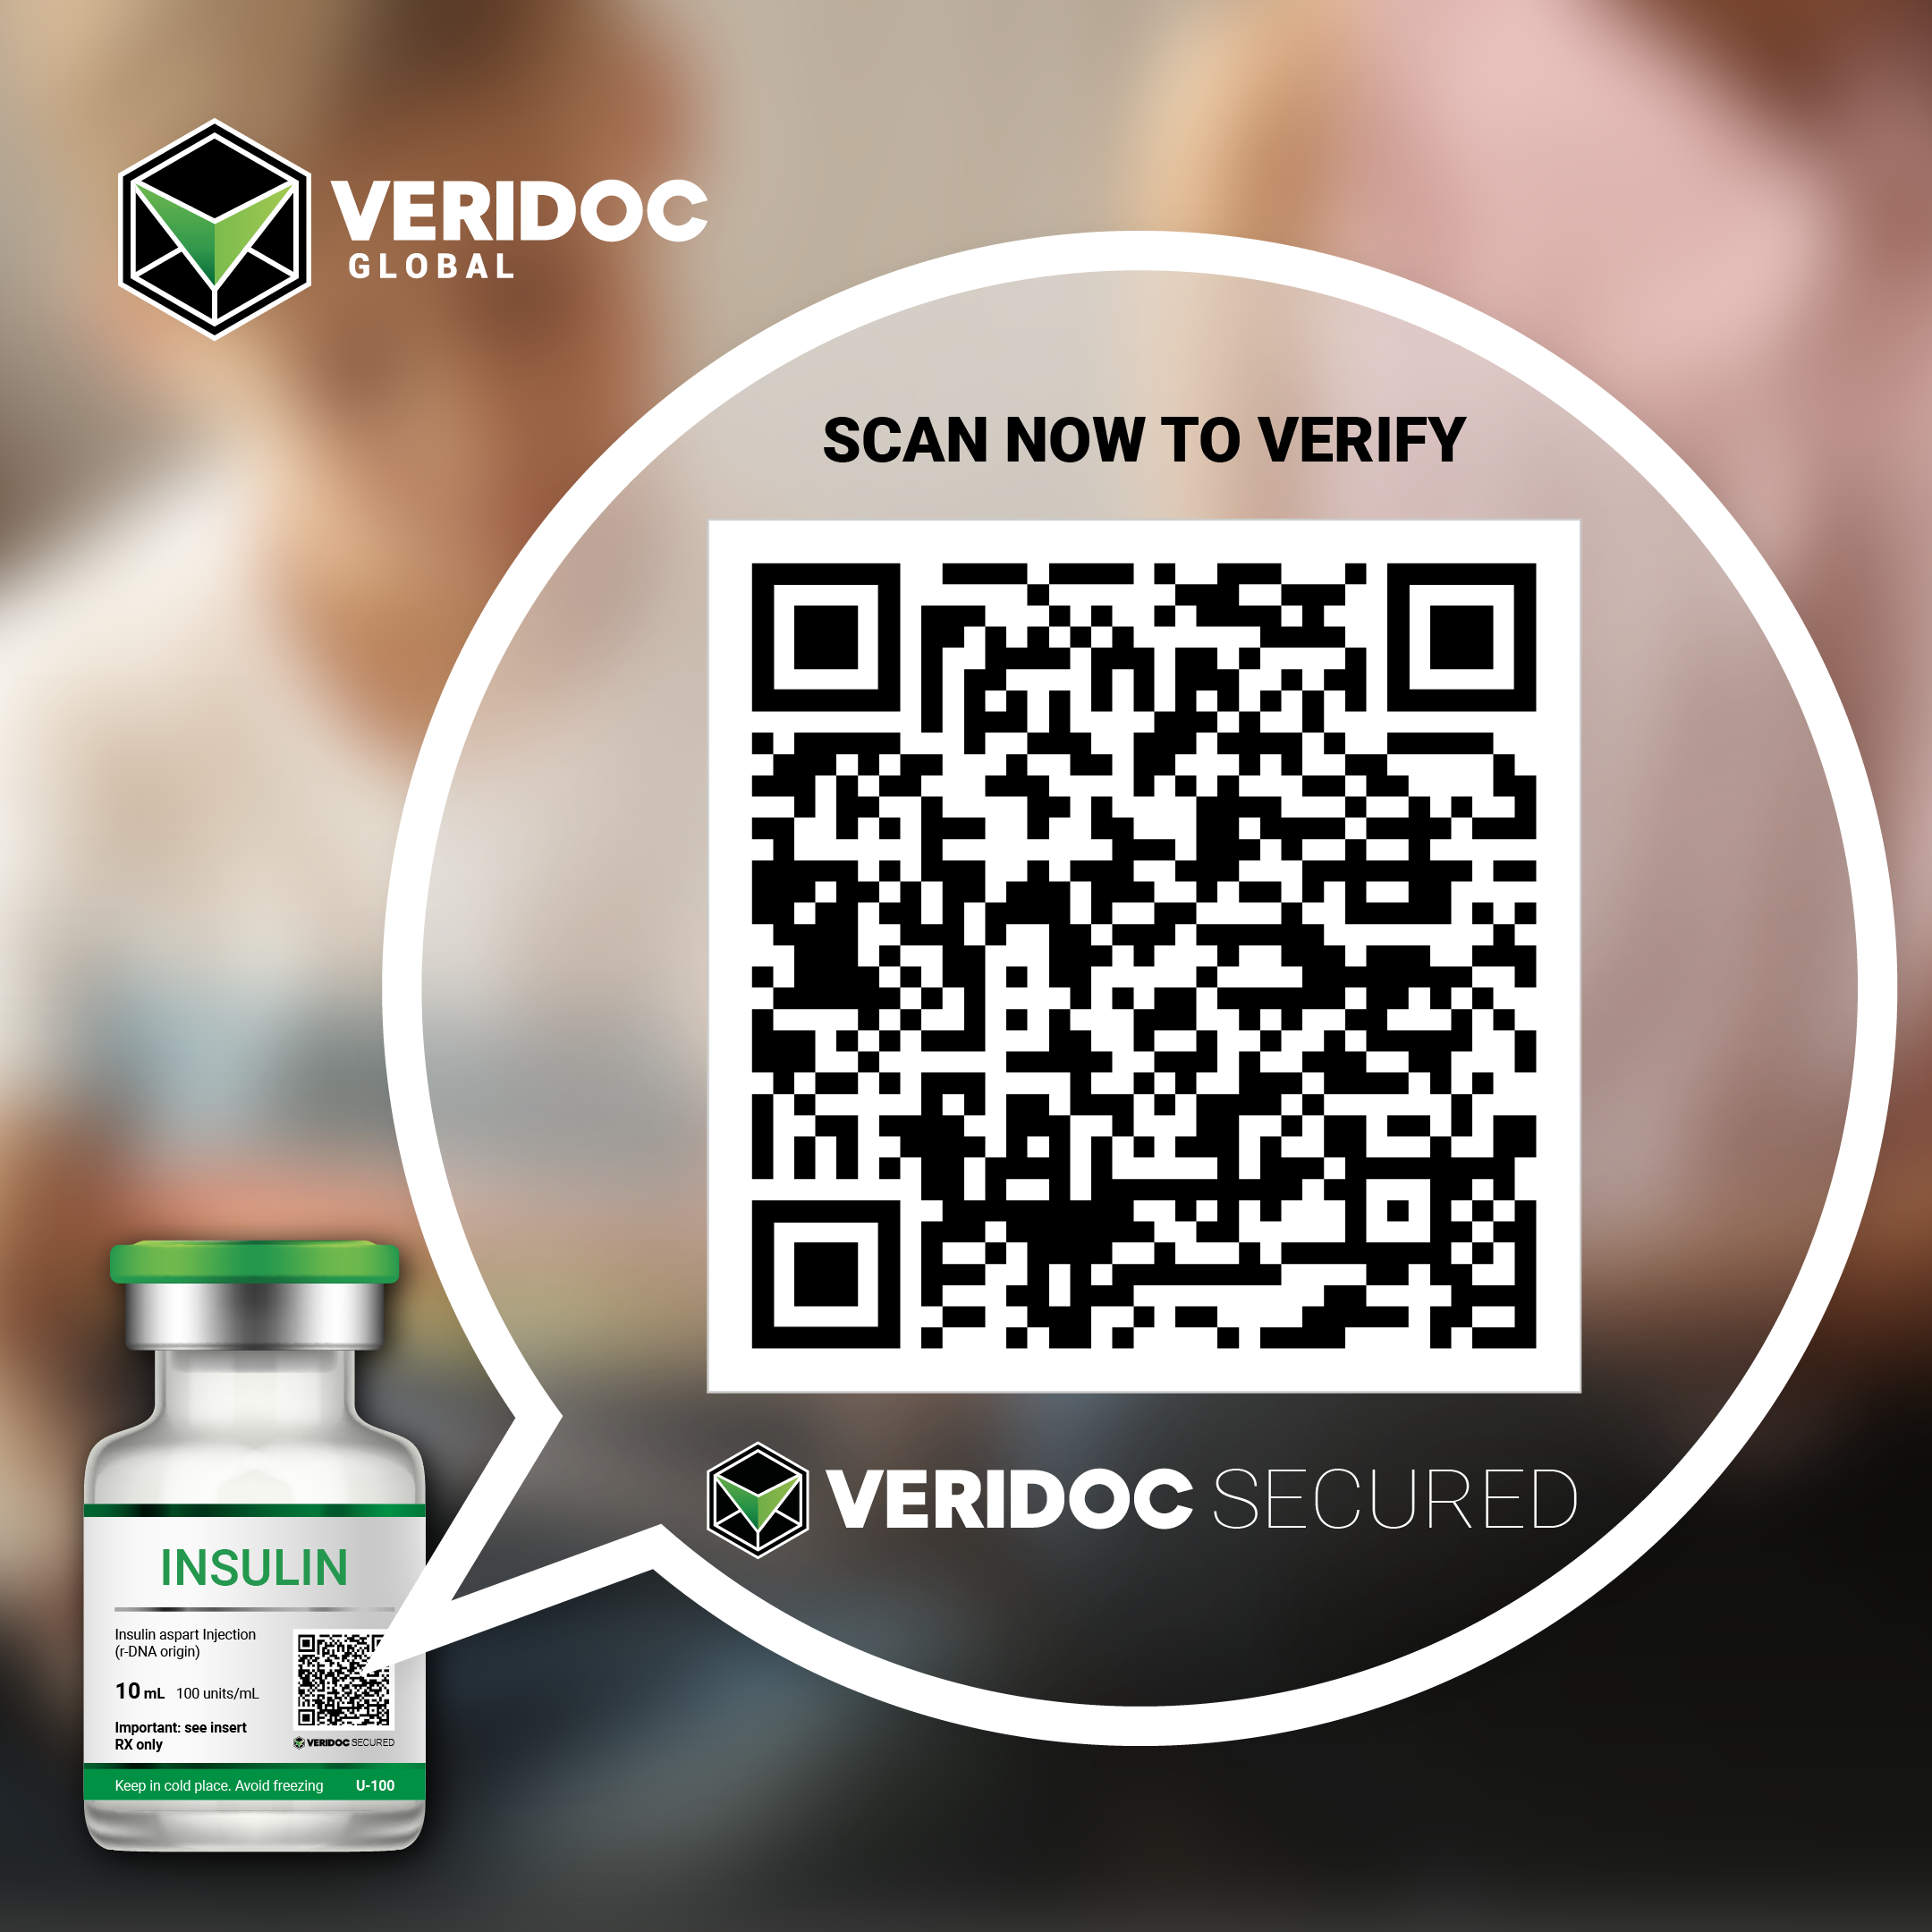 VERIDOC
GLOBAL
SCAN NOW TO VERIFY
VERIDOC SECURED
INSULIN
Insulin aspart Injection
(r-DNA origin)
10 mL 100 units/mL
Important: see insert
RX only
VERIDOC SECURED
Keep in cold place. Avoid freezing U-100